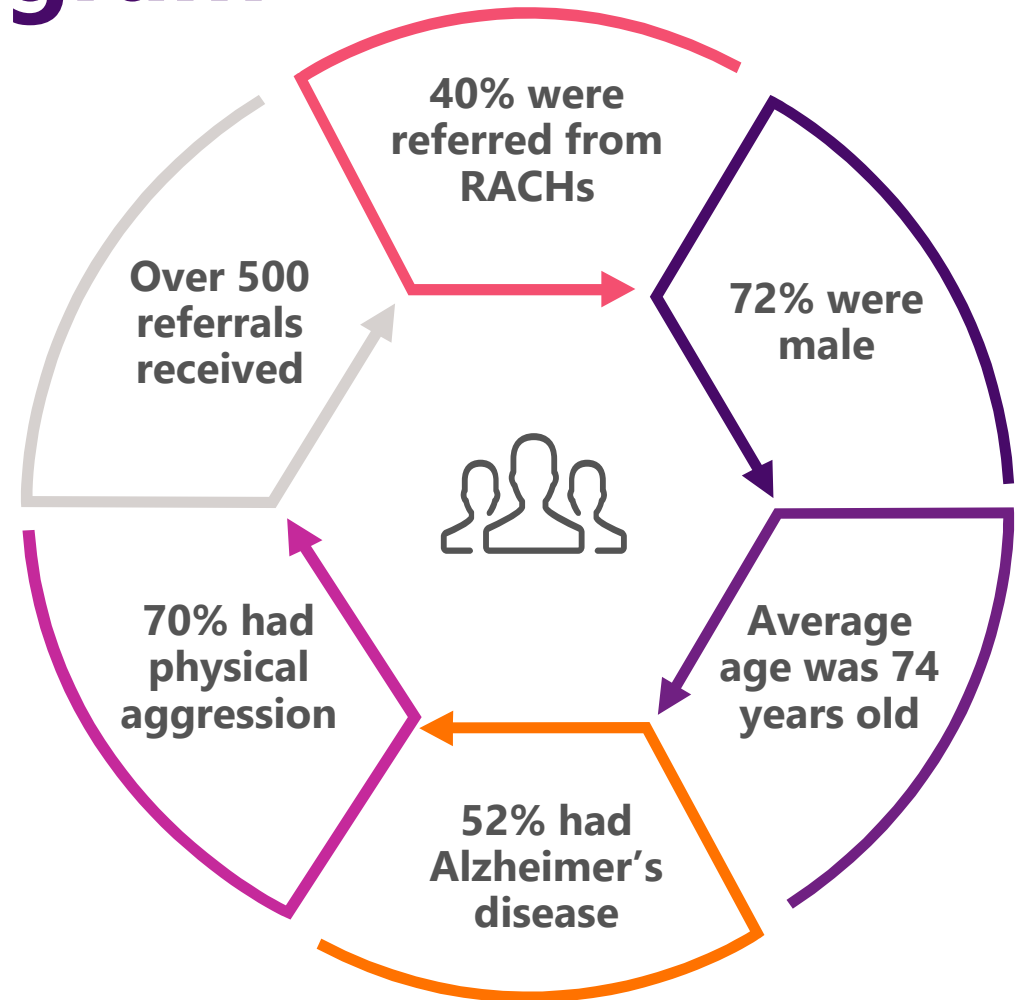 40% were
referred from
RACHs
72% were
male
Average
age was 74
years old
52% had
Alzheimer’s
disease
70% had
physical
aggression
Over 500
referrals
received